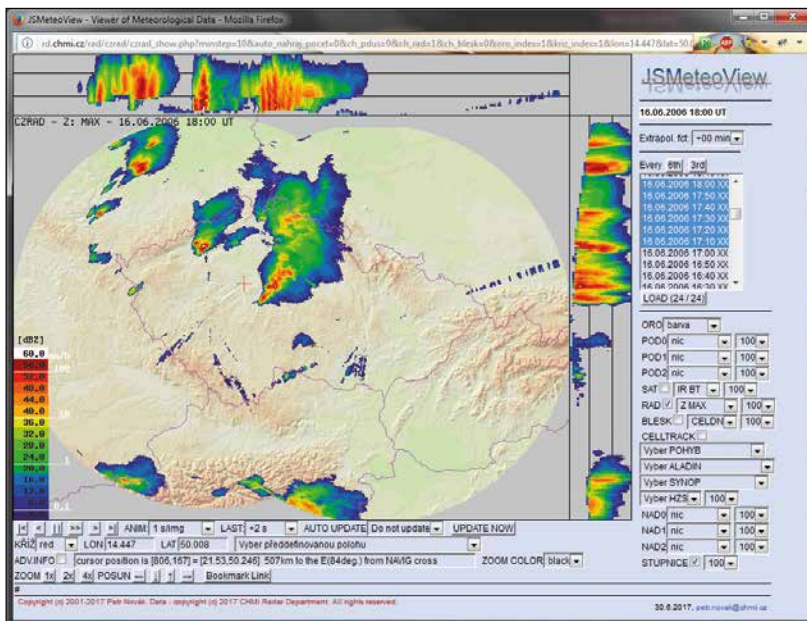 JSMeteoView - Viewer of Meteorological Data - Mozilla Firefox
rd.chmi.cz/rad/czrad/czrad_show.php?minstep=10&auto_nahraj_pocet=0&ch_pdus=9&ch_rad=1&ch_blesk=0&oro_index=1&kriz_index=1&lon=14.447&lat=50.
JSMeteoView
16.06.2006 18:00 UT
CZRAD - Z: MAX - 16.06.2006 18:00 UT
Extrapol. fct: +00 min
Every 6th 3rd
16.06.2006 18:00 XX
16.06.2006 17:50 XX
16.06.2006 17:40 XX
16.06.2006 17:30 XX
16.06.2006 17:20 XX
16.06.2006 17:10 XX
16.06.2006 17:00 XX
16.06.2006 16:50 XX
16.06.2006 16:40 XX
16.06.2006 16:30 XX
LOAD (24 / 24)
ORO barva
POD0 nic 100
POD1 nic 100
POD2 nic 100
SAT IR BT 100
RAD Z MAX 100
BLESK CELDN 100
CELLTRACK
Vyber POHYB
Vyber ALADIN
Vyber SYNOP
Vyber HZS 100
NAD0 nic 100
NAD1 nic 100
NAD2 nic 100
STUPNICE 100
[dBZ]
60.0
56.0
52.0
48.0
44.0
40.0
36.0
32.0
28.0
24.0
20.0
16.0
12.0
8.0
4.0
|< < || >> > >| ANIM: 1 s/img LAST: +2 s AUTO UPDATE Do not update UPDATE NOW
KŘÍŽ red LON 14.447 LAT 50.008 Vyber předdefinovanou polohu
ADV.INFO cursor position is [806,167] = [21.53,50.246] 507km to the E(84deg.) from NAVIG cross ZOOM COLOR black
ZOOM 1x 2x 4x POSUN ← ↓ ↑ → Bookmark Link
#
Copyright (c) 2001-2017 Petr Novák. Data - copyright (c) 2017 CHMI Radar Department. All rights reserved.
30.6.2017, petr.novak@chmi.cz